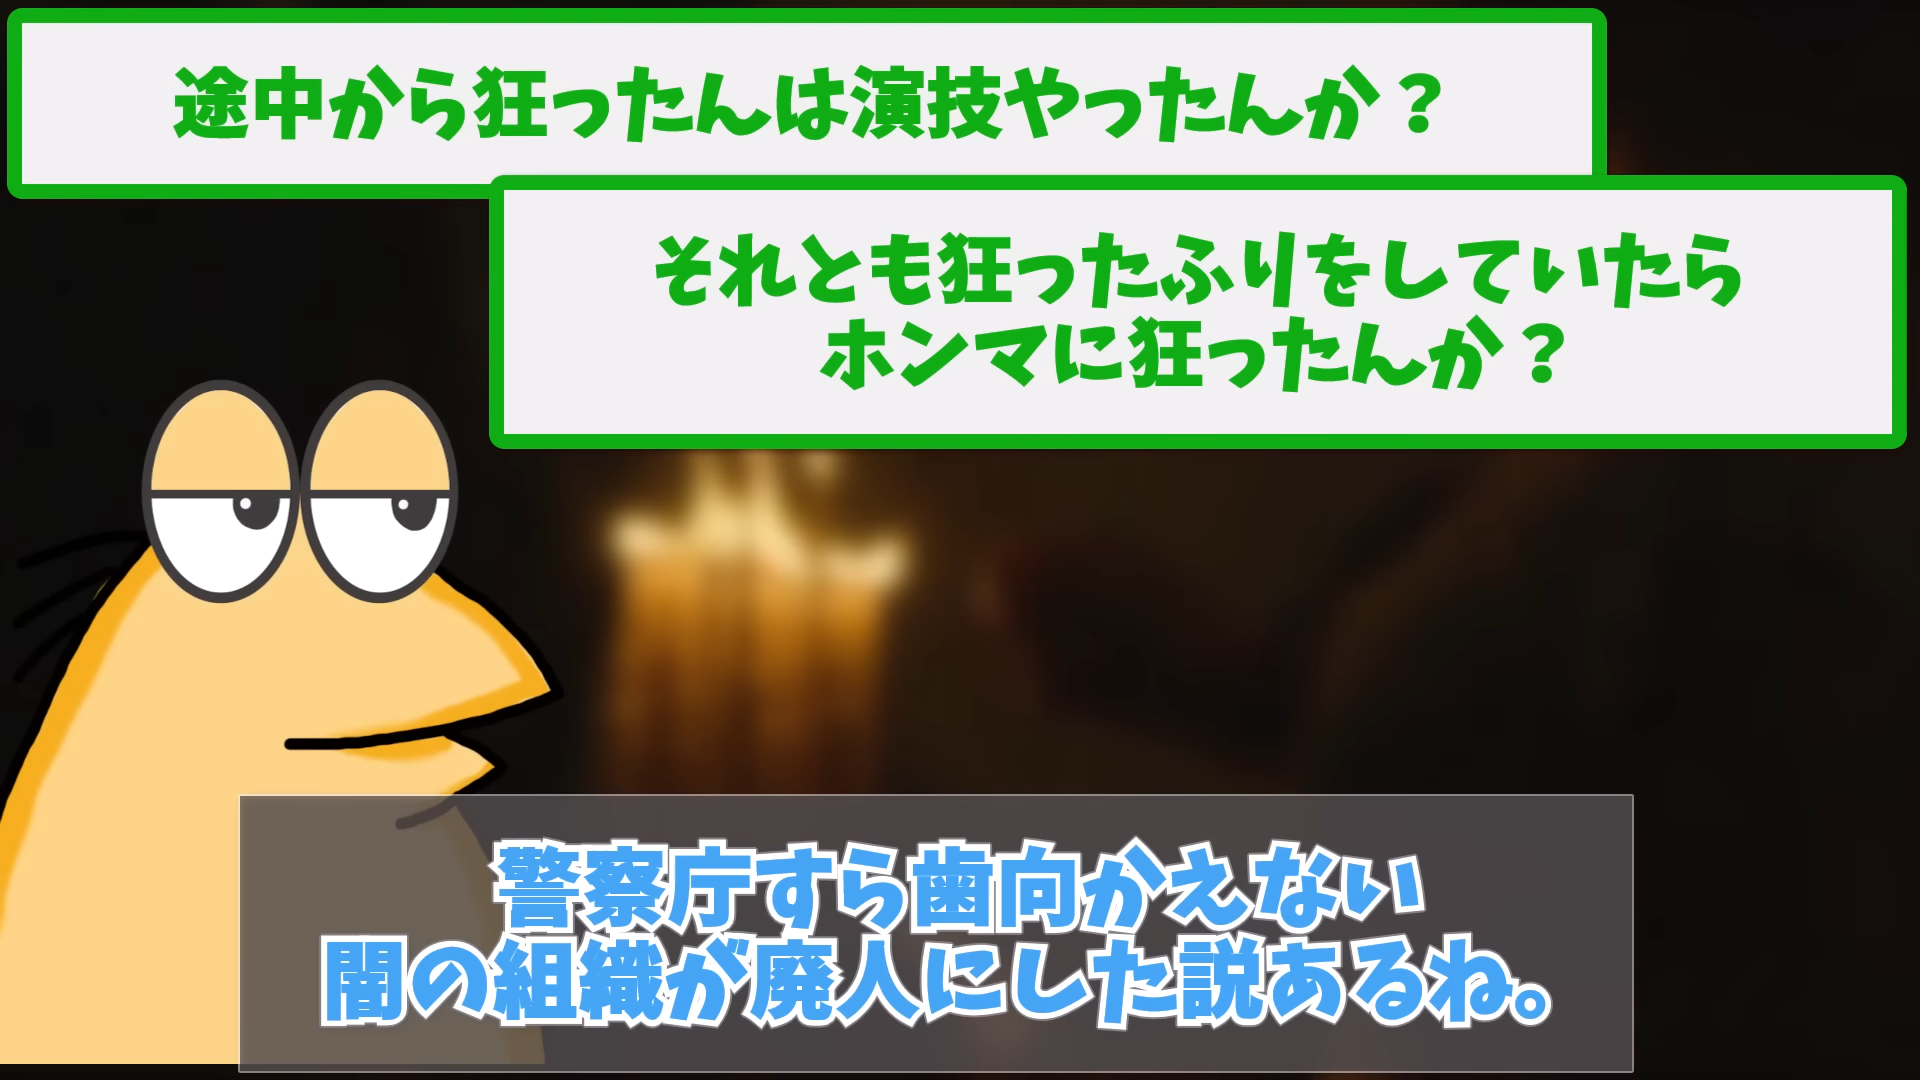 途中から狂ったんは演技やったんか？
それとも狂ったふりをしていたら
ホンマに狂ったんか？
警察庁すら歯向かえない
闇の組織が廃人にした説あるね。